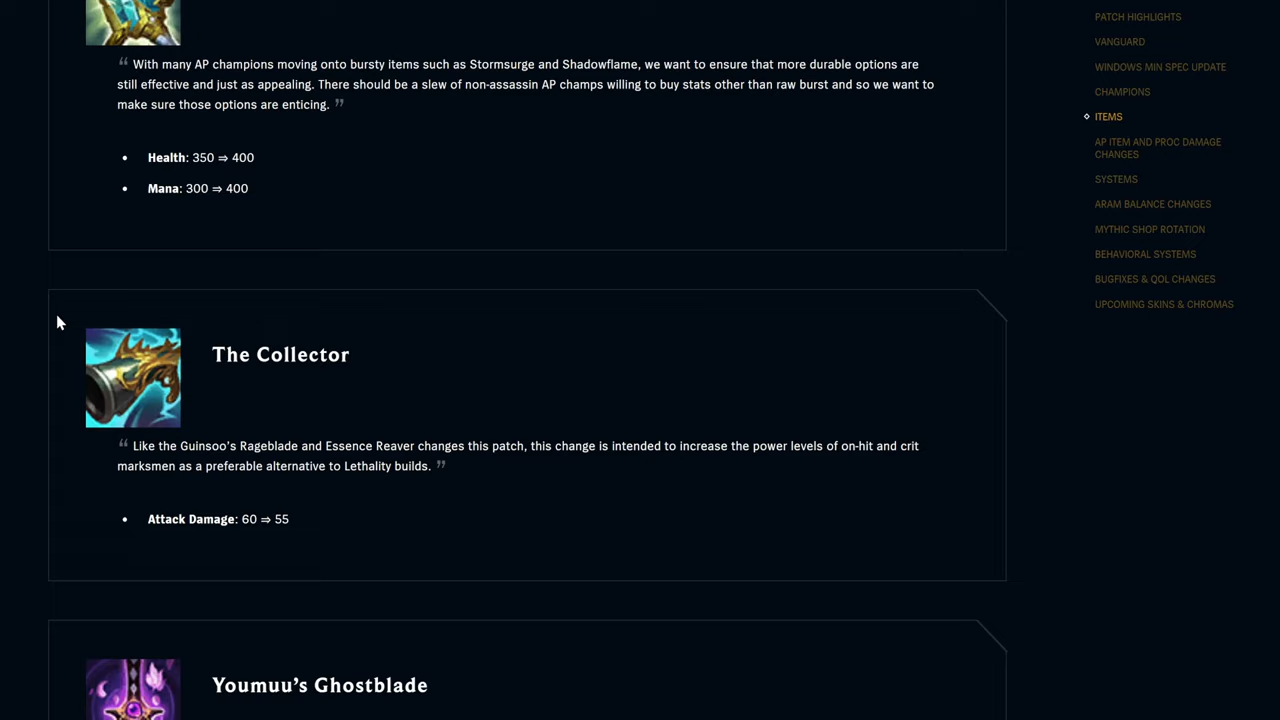 “ With many AP champions moving onto bursty items such as Stormsurge and Shadowflame, we want to ensure that more durable options are
still effective and just as appealing. There should be a slew of non-assassin AP champs willing to buy stats other than raw burst and so we want to
make sure those options are enticing. ”
• Health: 350 ⇒ 400
• Mana: 300 ⇒ 400
The Collector
“ Like the Guinsoo's Rageblade and Essence Reaver changes this patch, this change is intended to increase the power levels of on-hit and crit
marksmen as a preferable alternative to Lethality builds. ”
• Attack Damage: 60 ⇒ 55
Youmuu's Ghostblade
PATCH HIGHLIGHTS
VANGUARD
WINDOWS MIN SPEC UPDATE
CHAMPIONS
ITEMS
AP ITEM AND PROC DAMAGE
CHANGES
SYSTEMS
ARAM BALANCE CHANGES
MYTHIC SHOP ROTATION
BEHAVIORAL SYSTEMS
BUGFIXES & QOL CHANGES
UPCOMING SKINS & CHROMAS